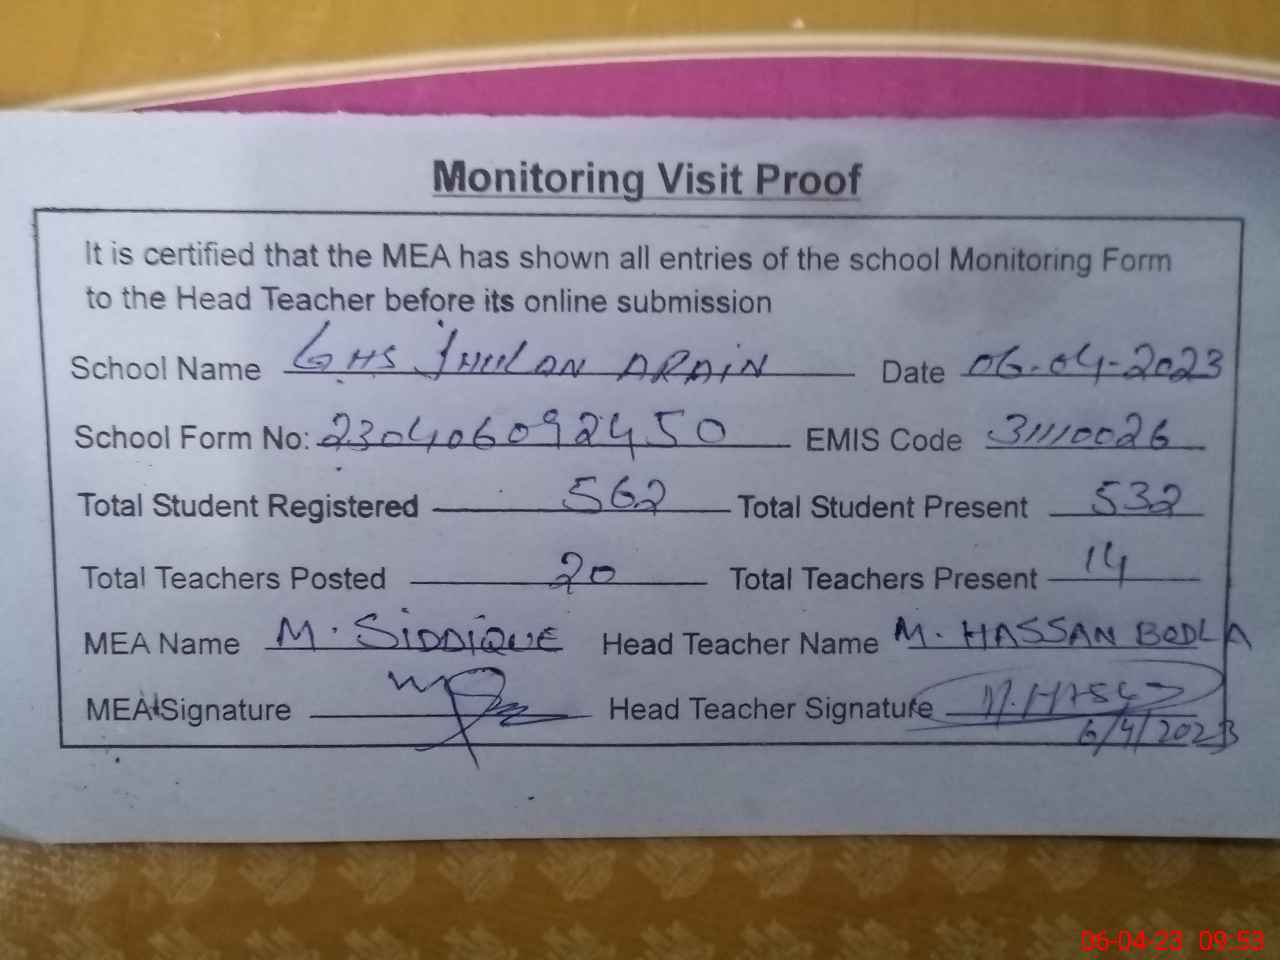 Monitoring Visit Proof
It is certified that the MEA has shown all entries of the school Monitoring Form
to the Head Teacher before its online submission
School Name GHS JHULAN ARAIN Date 06-04-2023
School Form No: 230406092450 EMIS Code 31110026
Total Student Registered 562 Total Student Present 532
Total Teachers Posted 20 Total Teachers Present 14
MEA Name M. SIDDIQUE Head Teacher Name M. HASSAN BODLA
MEA Signature Head Teacher Signature
6/4/2023
06-04-23 09:53